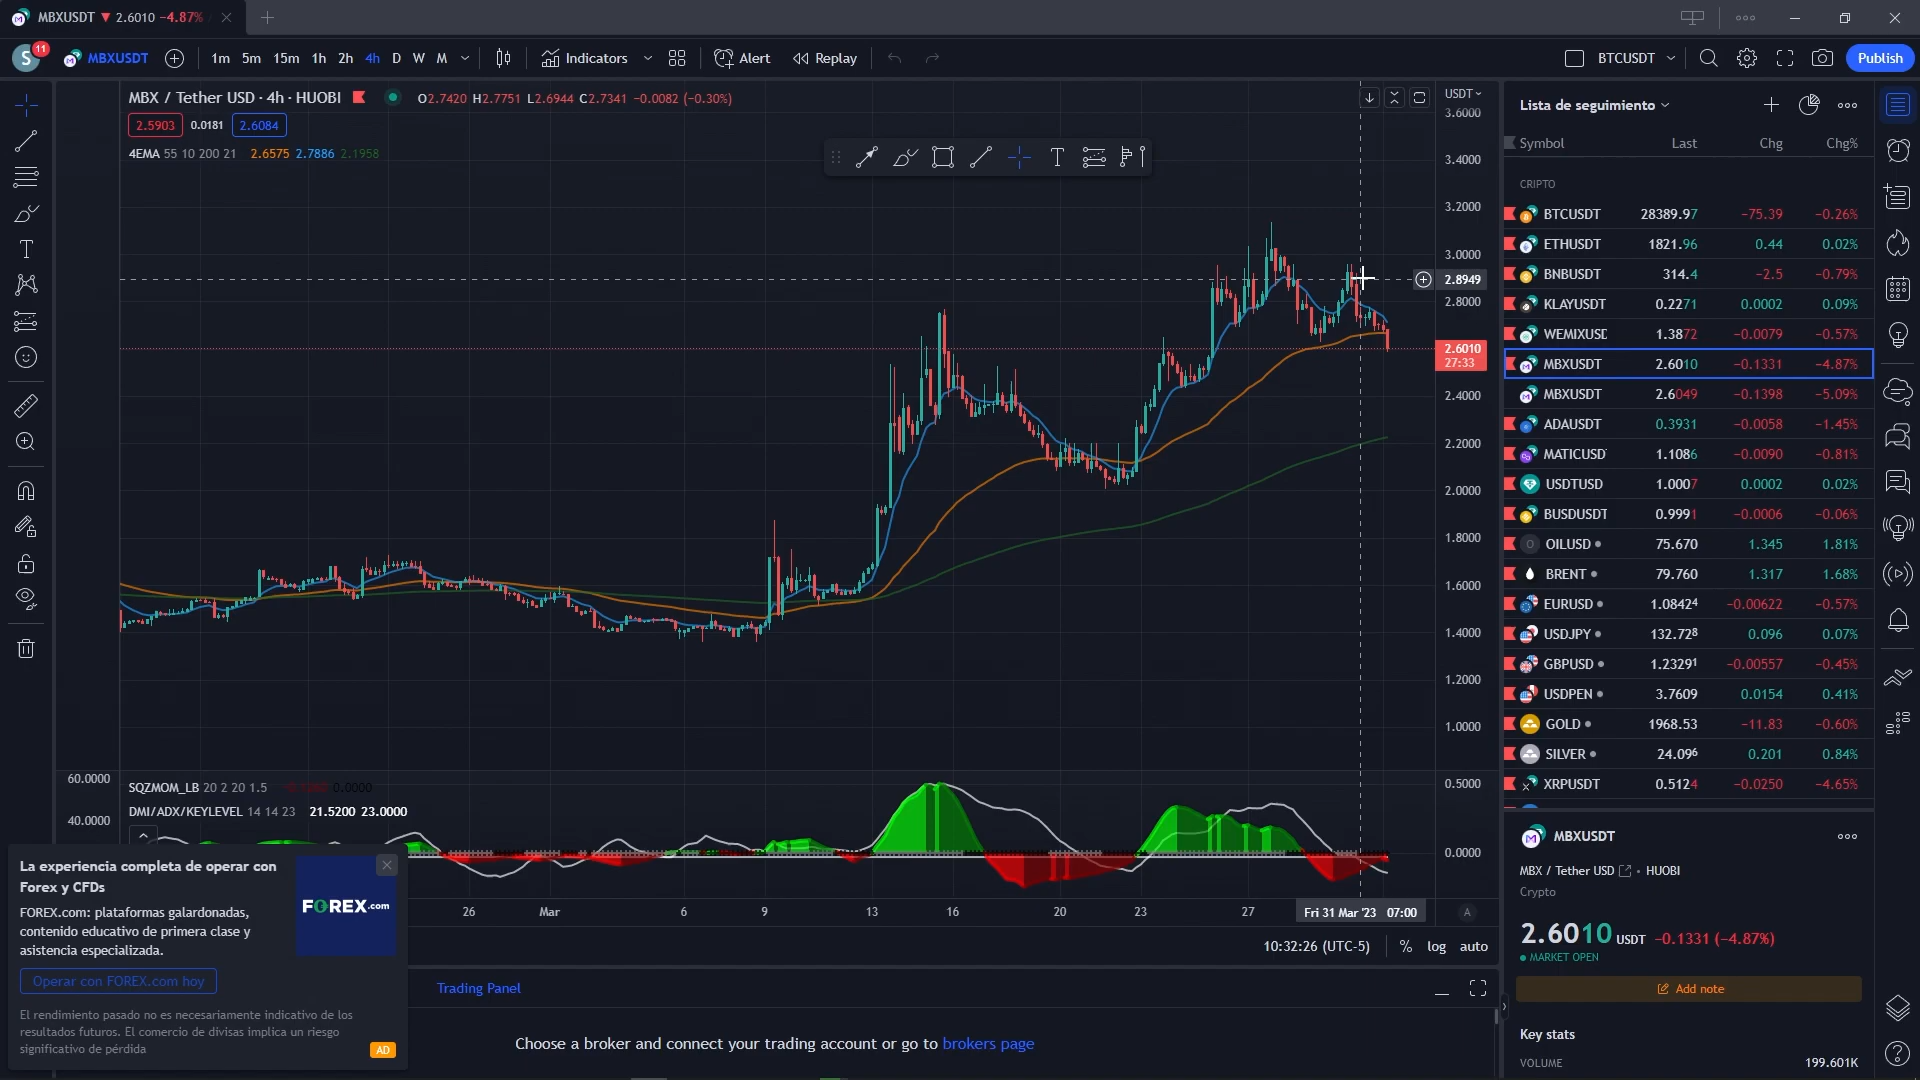 MBXUSDT ▼ 2.6010 −4.87%
S 11 MBXUSDT 1m 5m 15m 1h 2h 4h D W M Indicators Alert Replay BTCUSDT Publish
MBX / Tether USD · 4h · HUOBI O2.7420 H2.7751 L2.6944 C2.7341 −0.0082 (−0.30%)
2.5903 0.0181 2.6084
4EMA 55 10 200 21 2.6575 2.7886 2.1958
USDT
3.6000
3.4000
3.2000
3.0000
2.8949
2.8000
2.6010
27:33
2.4000
2.2000
2.0000
1.8000
1.6000
1.4000
1.2000
1.0000
60.0000
SQZMOM_LB 20 2 20 1.5 0.0000
0.5000
DMI/ADX/KEYLEVEL 14 14 23 21.5200 23.0000
40.0000
0.0000
26 Mar 6 9 13 16 20 23 27 Fri 31 Mar '23 07:00 A
10:32:26 (UTC-5) % log auto
La experiencia completa de operar con
Forex y CFDs
FOREX.com: plataformas galardonadas,
contenido educativo de primera clase y
asistencia especializada.
FOREX.com
Operar con FOREX.com hoy
El rendimiento pasado no es necesariamente indicativo de los
resultados futuros. El comercio de divisas implica un riesgo
significativo de pérdida
AD
Trading Panel
Choose a broker and connect your trading account or go to brokers page
Lista de seguimiento
Symbol Last Chg Chg%
CRIPTO
BTCUSDT 28389.97 −75.39 −0.26%
ETHUSDT 1821.96 0.44 0.02%
BNBUSDT 314.4 −2.5 −0.79%
KLAYUSDT 0.2271 0.0002 0.09%
WEMIXUSD 1.3872 −0.0079 −0.57%
MBXUSDT 2.6010 −0.1331 −4.87%
MBXUSDT 2.6049 −0.1398 −5.09%
ADAUSDT 0.3931 −0.0058 −1.45%
MATICUSD 1.1086 −0.0090 −0.81%
USDTUSD 1.0007 0.0002 0.02%
BUSDUSDT 0.9991 −0.0006 −0.06%
OILUSD 75.670 1.345 1.81%
BRENT 79.760 1.317 1.68%
EURUSD 1.08424 −0.00622 −0.57%
USDJPY 132.728 0.096 0.07%
GBPUSD 1.23291 −0.00557 −0.45%
USDPEN 3.7609 0.0154 0.41%
GOLD 1968.53 −11.83 −0.60%
SILVER 24.096 0.201 0.84%
XRPUSDT 0.5124 −0.0250 −4.65%
MBXUSDT
MBX / Tether USD • HUOBI
Crypto
2.6010 USDT −0.1331 (−4.87%)
MARKET OPEN
Add note
Key stats
VOLUME 199.601K